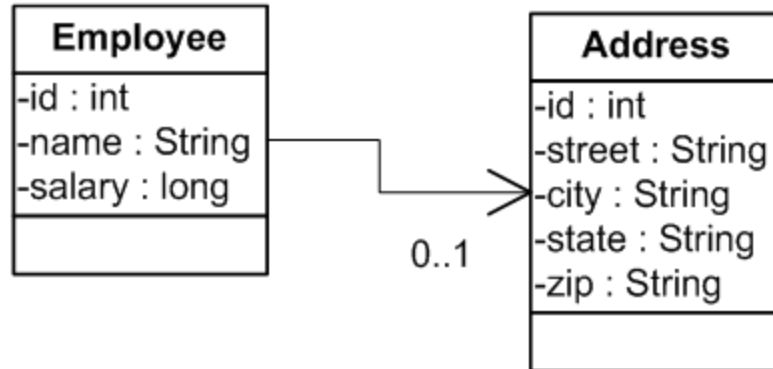 Employee
-id : int
-name : String
-salary : long
0..1
Address
-id : int
-street : String
-city : String
-state : String
-zip : String